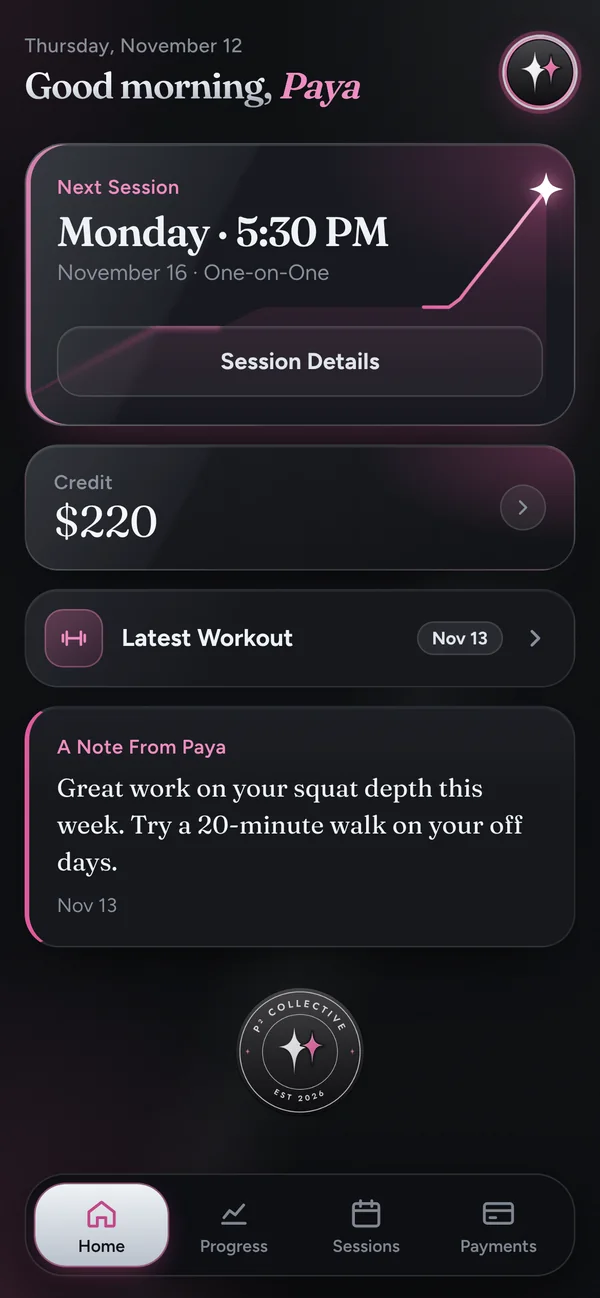 Thursday, November 12
Good morning, Paya
Next Session
Monday · 5:30 PM
November 16 · One-on-One
Session Details
Credit
$220
Latest Workout
Nov 13
A Note From Paya
Great work on your squat depth this
week. Try a 20-minute walk on your off
days.
Nov 13
P² COLLECTIVE
EST 2026
Home
Progress
Sessions
Payments